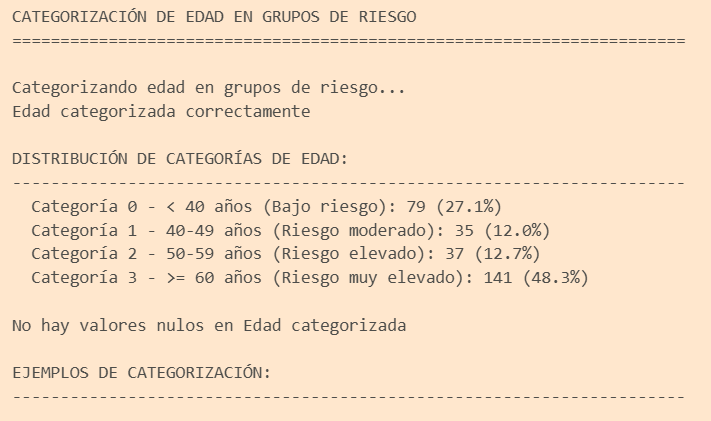 CATEGORIZACIÓN DE EDAD EN GRUPOS DE RIESGO
======================================================================
Categorizando edad en grupos de riesgo...
Edad categorizada correctamente
DISTRIBUCIÓN DE CATEGORÍAS DE EDAD:
----------------------------------------------------------------------
Categoría 0 - < 40 años (Bajo riesgo): 79 (27.1%)
Categoría 1 - 40-49 años (Riesgo moderado): 35 (12.0%)
Categoría 2 - 50-59 años (Riesgo elevado): 37 (12.7%)
Categoría 3 - >= 60 años (Riesgo muy elevado): 141 (48.3%)
No hay valores nulos en Edad categorizada
EJEMPLOS DE CATEGORIZACIÓN:
----------------------------------------------------------------------